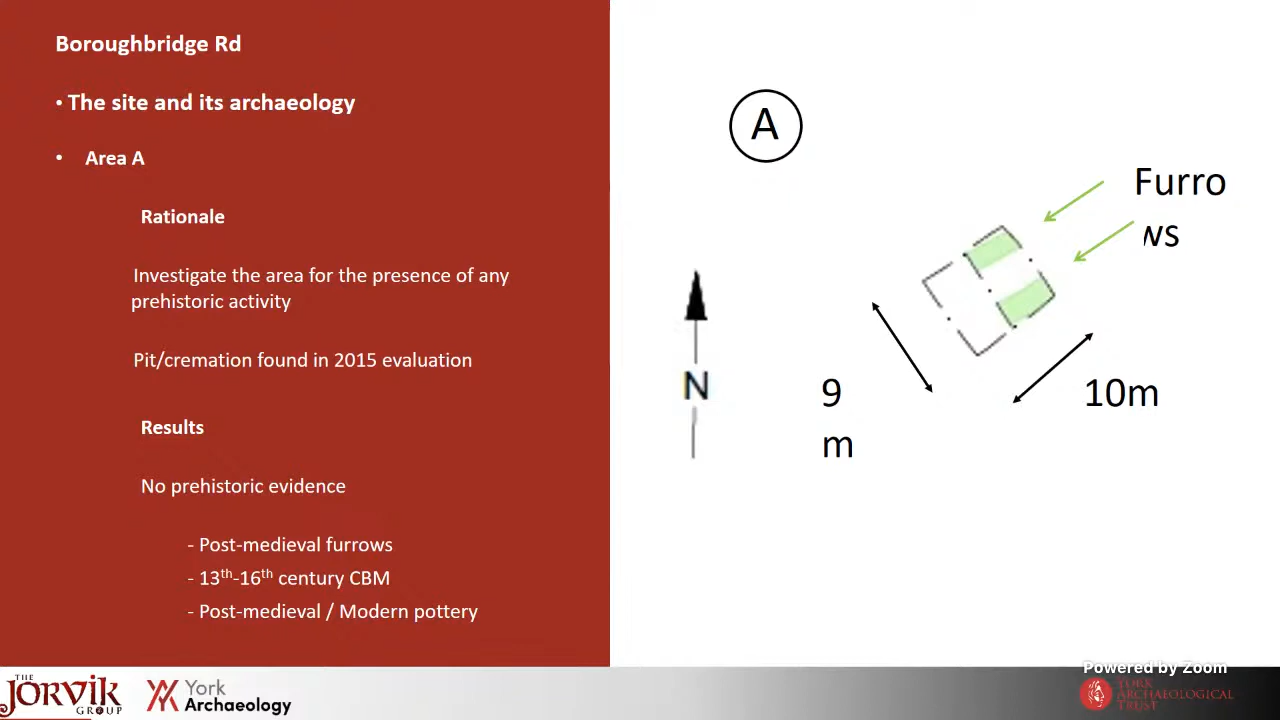 Boroughbridge Rd
• The site and its archaeology
• Area A
Rationale
Investigate the area for the presence of any
prehistoric activity
Pit/cremation found in 2015 evaluation
Results
No prehistoric evidence
- Post-medieval furrows
- 13th-16th century CBM
- Post-medieval / Modern pottery
A
Furro
ws
N
9
m
10m
THE
JORVIK
GROUP
York
Archaeology
Powered by Zoom
YORK
ARCHAEOLOGICAL
TRUST